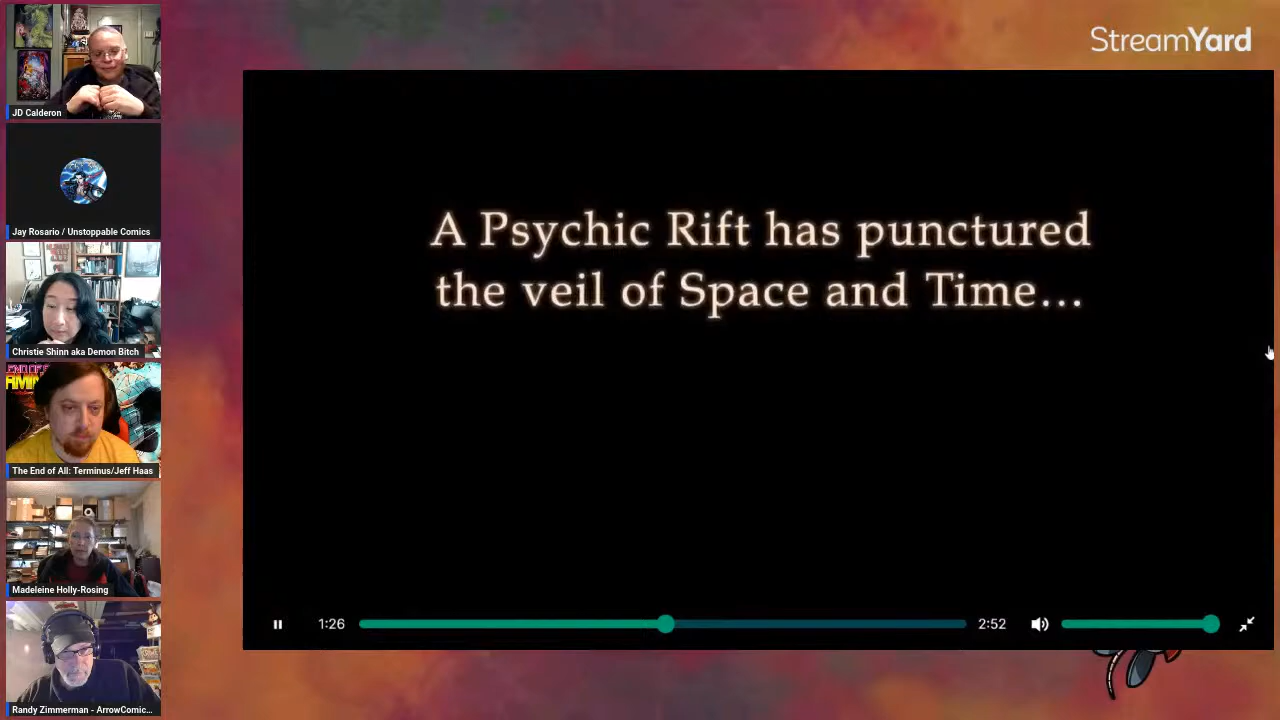 StreamYard
JD Calderon
Jay Rosario / Unstoppable Comics
Christie Shinn aka Demon Bitch
The End of All: Terminus/Jeff Haas
Madeleine Holly-Rosing
Randy Zimmerman - ArrowComic...
A Psychic Rift has punctured
the veil of Space and Time...
1:26
2:52